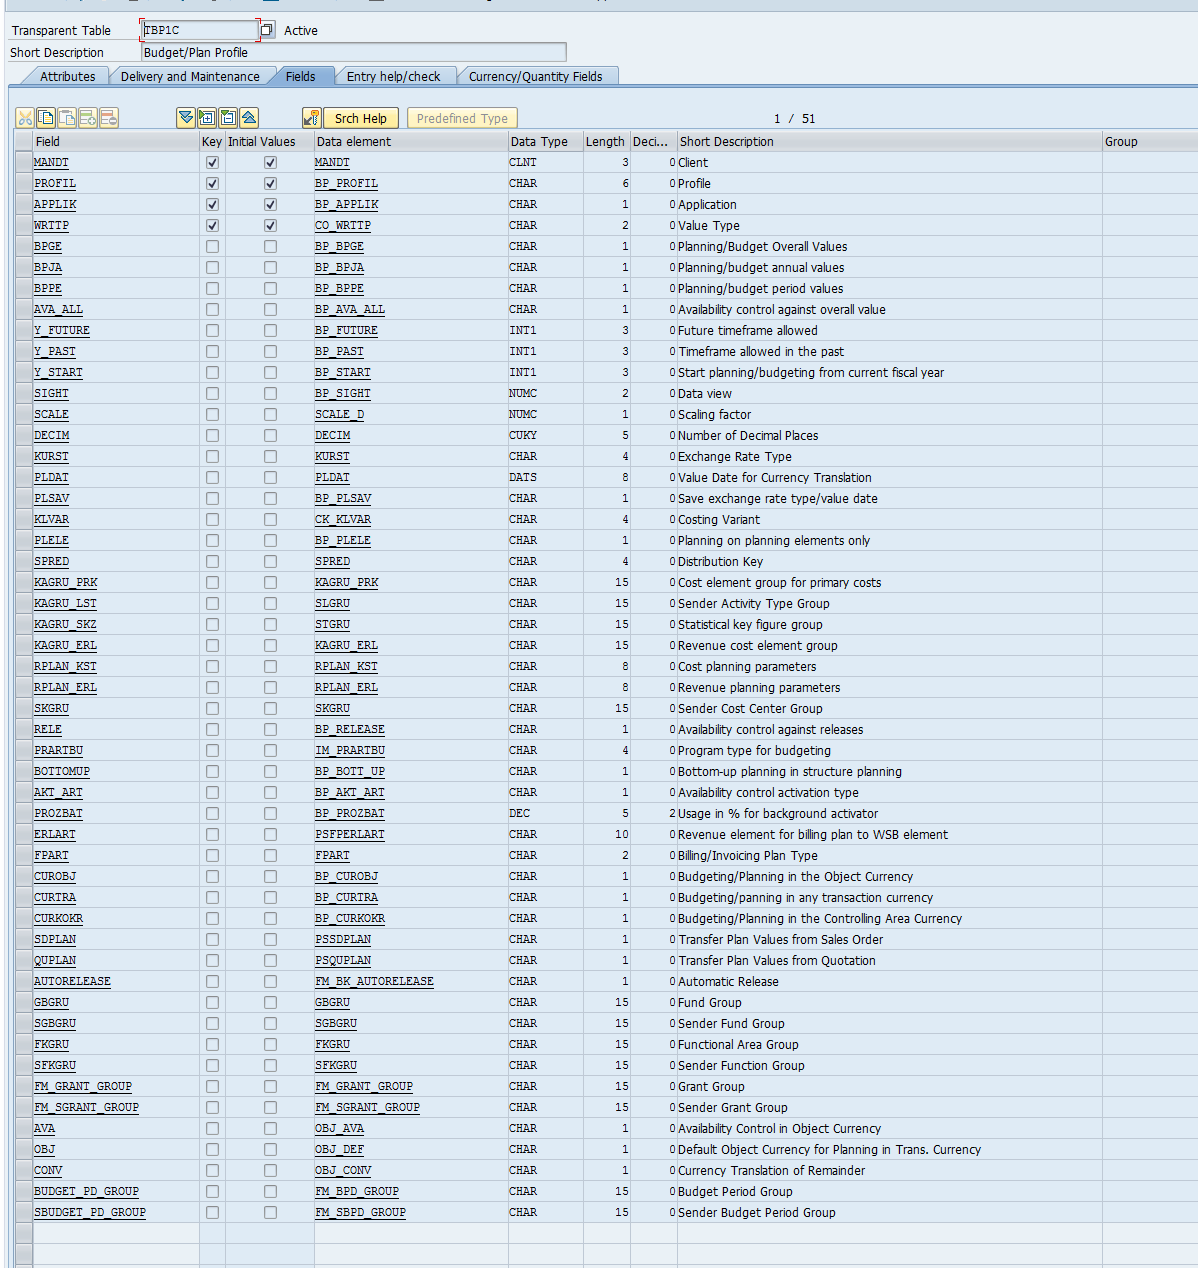 Transparent Table TBP1C Active
Short Description Budget/Plan Profile
Attributes Delivery and Maintenance Fields Entry help/check Currency/Quantity Fields
Srch Help Predefined Type 1 / 51
Field Key Initial Values Data element Data Type Length Deci... Short Description Group
MANDT MANDT CLNT 3 0 Client
PROFIL BP_PROFIL CHAR 6 0 Profile
APPLIK BP_APPLIK CHAR 1 0 Application
WRTTP CO_WRTTP CHAR 2 0 Value Type
BPGE BP_BPGE CHAR 1 0 Planning/Budget Overall Values
BPJA BP_BPJA CHAR 1 0 Planning/budget annual values
BPPE BP_BPPE CHAR 1 0 Planning/budget period values
AVA_ALL BP_AVA_ALL CHAR 1 0 Availability control against overall value
Y_FUTURE BP_FUTURE INT1 3 0 Future timeframe allowed
Y_PAST BP_PAST INT1 3 0 Timeframe allowed in the past
Y_START BP_START INT1 3 0 Start planning/budgeting from current fiscal year
SIGHT BP_SIGHT NUMC 2 0 Data view
SCALE SCALE_D NUMC 1 0 Scaling factor
DECIM DECIM CUKY 5 0 Number of Decimal Places
KURST KURST CHAR 4 0 Exchange Rate Type
PLDAT PLDAT DATS 8 0 Value Date for Currency Translation
PLSAV BP_PLSAV CHAR 1 0 Save exchange rate type/value date
KLVAR CK_KLVAR CHAR 4 0 Costing Variant
PLELE BP_PLELE CHAR 1 0 Planning on planning elements only
SPRED SPRED CHAR 4 0 Distribution Key
KAGRU_PRK KAGRU_PRK CHAR 15 0 Cost element group for primary costs
KAGRU_LST SLGRU CHAR 15 0 Sender Activity Type Group
KAGRU_SKZ STGRU CHAR 15 0 Statistical key figure group
KAGRU_ERL KAGRU_ERL CHAR 15 0 Revenue cost element group
RPLAN_KST RPLAN_KST CHAR 8 0 Cost planning parameters
RPLAN_ERL RPLAN_ERL CHAR 8 0 Revenue planning parameters
SKGRU SKGRU CHAR 15 0 Sender Cost Center Group
RELE BP_RELEASE CHAR 1 0 Availability control against releases
PRARTBU IM_PRARTBU CHAR 4 0 Program type for budgeting
BOTTOMUP BP_BOTT_UP CHAR 1 0 Bottom-up planning in structure planning
AKT_ART BP_AKT_ART CHAR 1 0 Availability control activation type
PROZBAT BP_PROZBAT DEC 5 2 Usage in % for background activator
ERLART PSFPERLART CHAR 10 0 Revenue element for billing plan to WSB element
FPART FPART CHAR 2 0 Billing/Invoicing Plan Type
CUROBJ BP_CUROBJ CHAR 1 0 Budgeting/Planning in the Object Currency
CURTRA BP_CURTRA CHAR 1 0 Budgeting/panning in any transaction currency
CURKOKR BP_CURKOKR CHAR 1 0 Budgeting/Planning in the Controlling Area Currency
SDPLAN PSSDPLAN CHAR 1 0 Transfer Plan Values from Sales Order
QUPLAN PSQUPLAN CHAR 1 0 Transfer Plan Values from Quotation
AUTORELEASE FM_BK_AUTORELEASE CHAR 1 0 Automatic Release
GBGRU GBGRU CHAR 15 0 Fund Group
SGBGRU SGBGRU CHAR 15 0 Sender Fund Group
FKGRU FKGRU CHAR 15 0 Functional Area Group
SFKGRU SFKGRU CHAR 15 0 Sender Function Group
FM_GRANT_GROUP FM_GRANT_GROUP CHAR 15 0 Grant Group
FM_SGRANT_GROUP FM_SGRANT_GROUP CHAR 15 0 Sender Grant Group
AVA OBJ_AVA CHAR 1 0 Availability Control in Object Currency
OBJ OBJ_DEF CHAR 1 0 Default Object Currency for Planning in Trans. Currency
CONV OBJ_CONV CHAR 1 0 Currency Translation of Remainder
BUDGET_PD_GROUP FM_BPD_GROUP CHAR 15 0 Budget Period Group
SBUDGET_PD_GROUP FM_SBPD_GROUP CHAR 15 0 Sender Budget Period Group